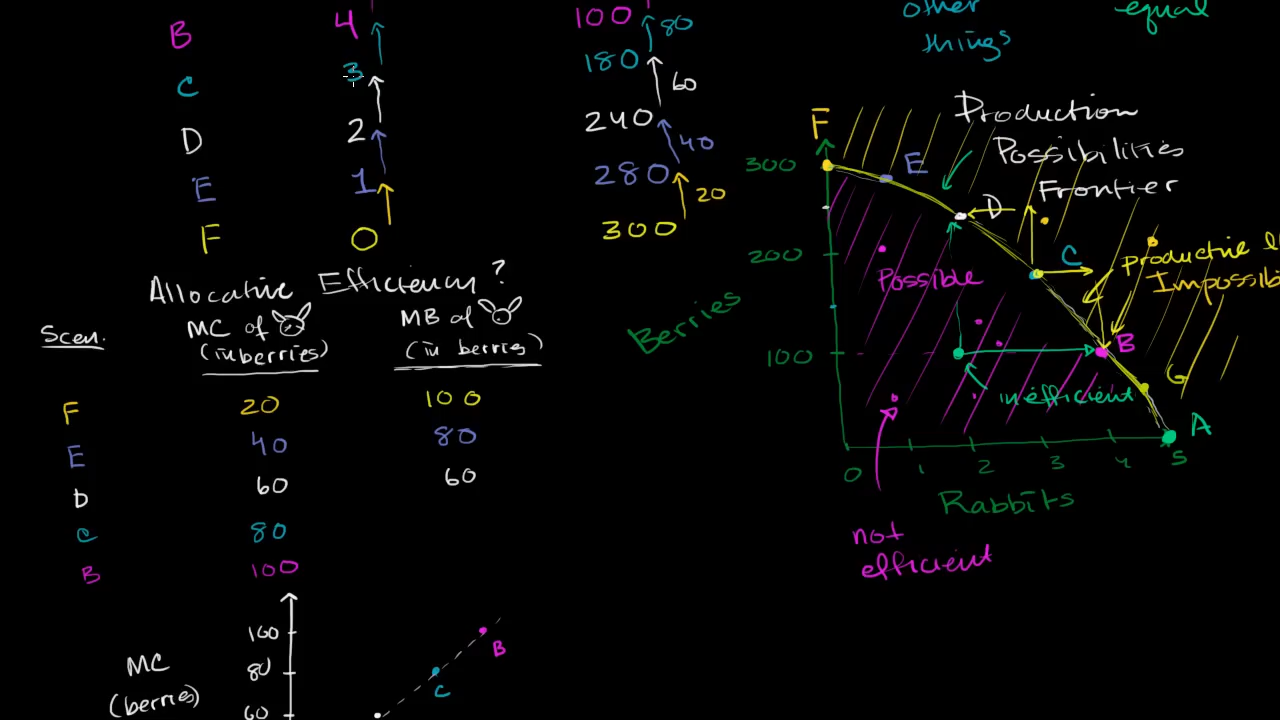 B 4 100 80
C 3 180 60
D 2 240 40
E 1 280 20
F 0 300
other
things
equal
Allocative Efficiency?
Scen.
MC of
(in berries)
MB of
(in berries)
F 20 100
E 40 80
D 60 60
C 80
B 100
MC
(berries)
100
80
60
B
C
Production
Possibilities
Frontier
F
300
200
100
Berries
E
D
C
B
G
A
Possible
inefficient
Impossib
0 1 2 3 4 5
Rabbits
not
efficient